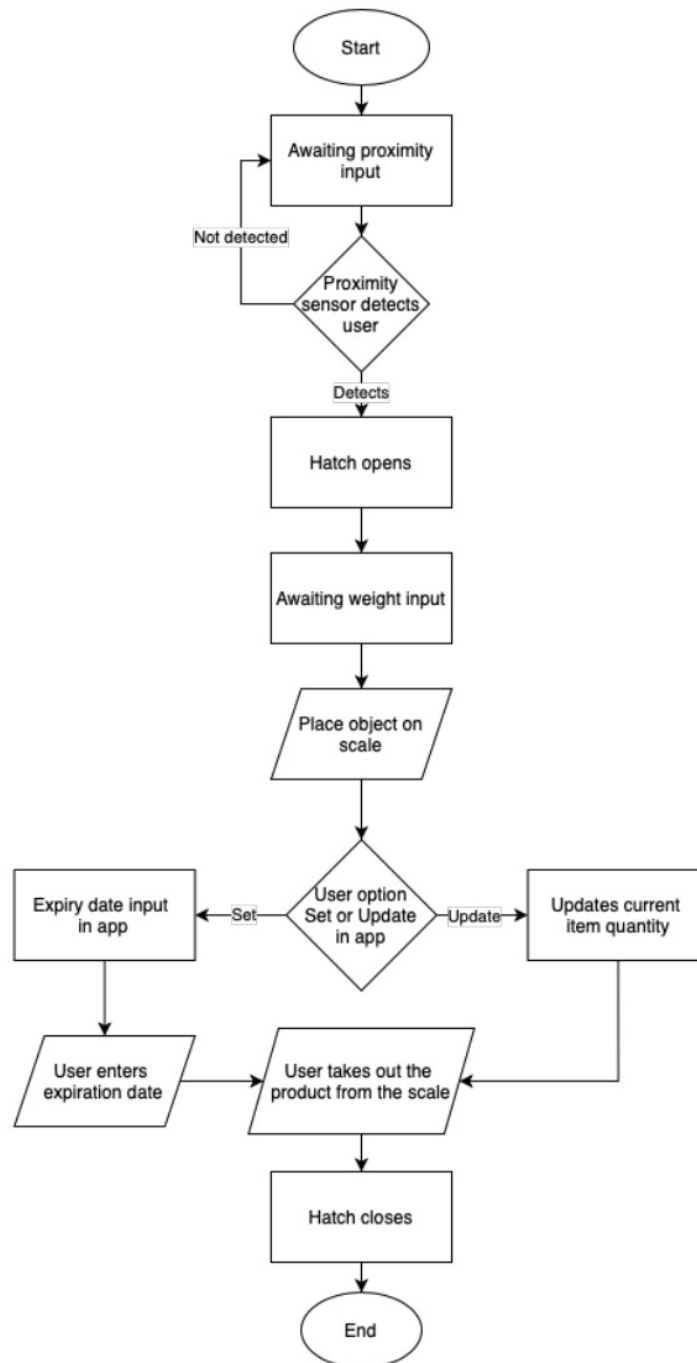 Start
Awaiting proximity
input
Not detected
Proximity
sensor detects
user
Detects
Hatch opens
Awaiting weight input
Place object on
scale
Expiry date input
in app
Set
User option
Set or Update
in app
Update
Updates current
item quantity
User enters
expiration date
User takes out the
product from the scale
Hatch closes
End